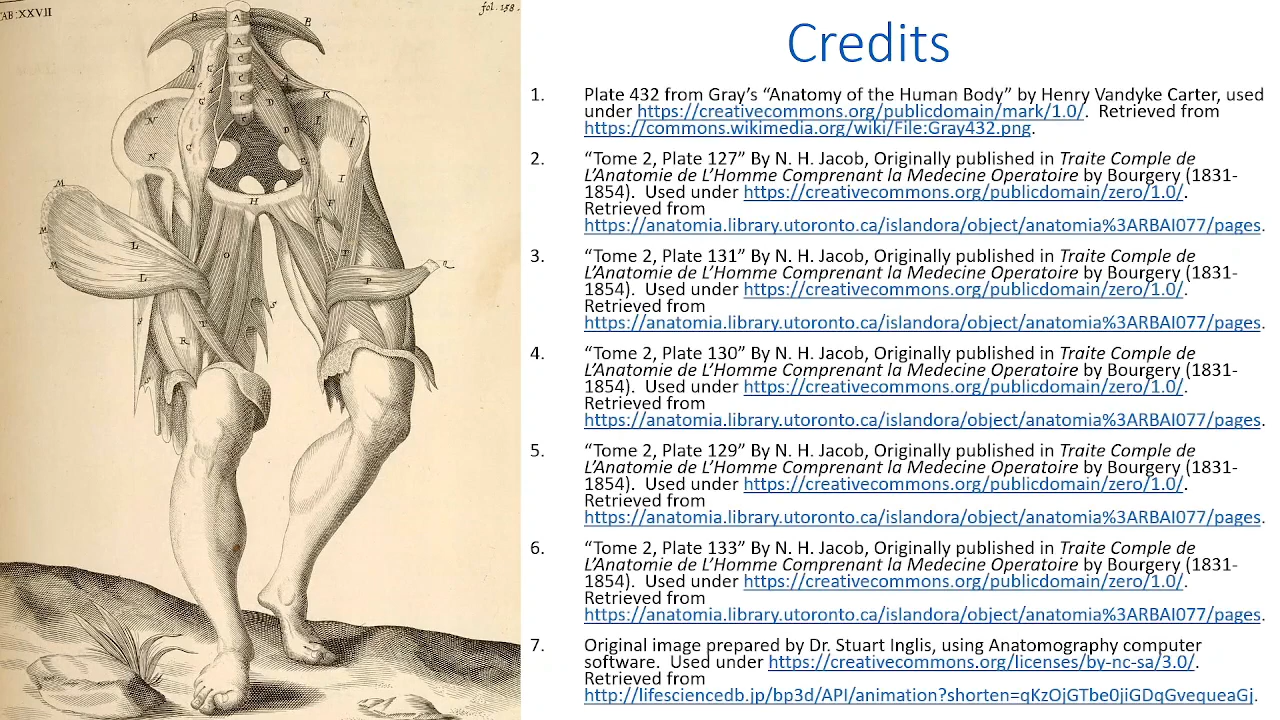 TAB:XXVII
fol. 158.
B
A
B
A
A
C
A
C
C
C
A
C
D
K
N
I
K
D
C
I
N
E
I
M
H
F
M
L
F
O
T
M
L
P
S
T
R
Credits
1. Plate 432 from Gray’s “Anatomy of the Human Body” by Henry Vandyke Carter, used
under https://creativecommons.org/publicdomain/mark/1.0/. Retrieved from
https://commons.wikimedia.org/wiki/File:Gray432.png.
2. “Tome 2, Plate 127” By N. H. Jacob, Originally published in Traite Comple de
L’Anatomie de L’Homme Comprenant la Medecine Operatoire by Bourgery (1831-
1854). Used under https://creativecommons.org/publicdomain/zero/1.0/.
Retrieved from
https://anatomia.library.utoronto.ca/islandora/object/anatomia%3ARBAI077/pages.
3. “Tome 2, Plate 131” By N. H. Jacob, Originally published in Traite Comple de
L’Anatomie de L’Homme Comprenant la Medecine Operatoire by Bourgery (1831-
1854). Used under https://creativecommons.org/publicdomain/zero/1.0/.
Retrieved from
https://anatomia.library.utoronto.ca/islandora/object/anatomia%3ARBAI077/pages.
4. “Tome 2, Plate 130” By N. H. Jacob, Originally published in Traite Comple de
L’Anatomie de L’Homme Comprenant la Medecine Operatoire by Bourgery (1831-
1854). Used under https://creativecommons.org/publicdomain/zero/1.0/.
Retrieved from
https://anatomia.library.utoronto.ca/islandora/object/anatomia%3ARBAI077/pages.
5. “Tome 2, Plate 129” By N. H. Jacob, Originally published in Traite Comple de
L’Anatomie de L’Homme Comprenant la Medecine Operatoire by Bourgery (1831-
1854). Used under https://creativecommons.org/publicdomain/zero/1.0/.
Retrieved from
https://anatomia.library.utoronto.ca/islandora/object/anatomia%3ARBAI077/pages.
6. “Tome 2, Plate 133” By N. H. Jacob, Originally published in Traite Comple de
L’Anatomie de L’Homme Comprenant la Medecine Operatoire by Bourgery (1831-
1854). Used under https://creativecommons.org/publicdomain/zero/1.0/.
Retrieved from
https://anatomia.library.utoronto.ca/islandora/object/anatomia%3ARBAI077/pages.
7. Original image prepared by Dr. Stuart Inglis, using Anatomography computer
software. Used under https://creativecommons.org/licenses/by-nc-sa/3.0/.
Retrieved from
http://lifesciencedb.jp/bp3d/API/animation?shorten=qKzOjGTbe0jiGDqGvequeaGj.